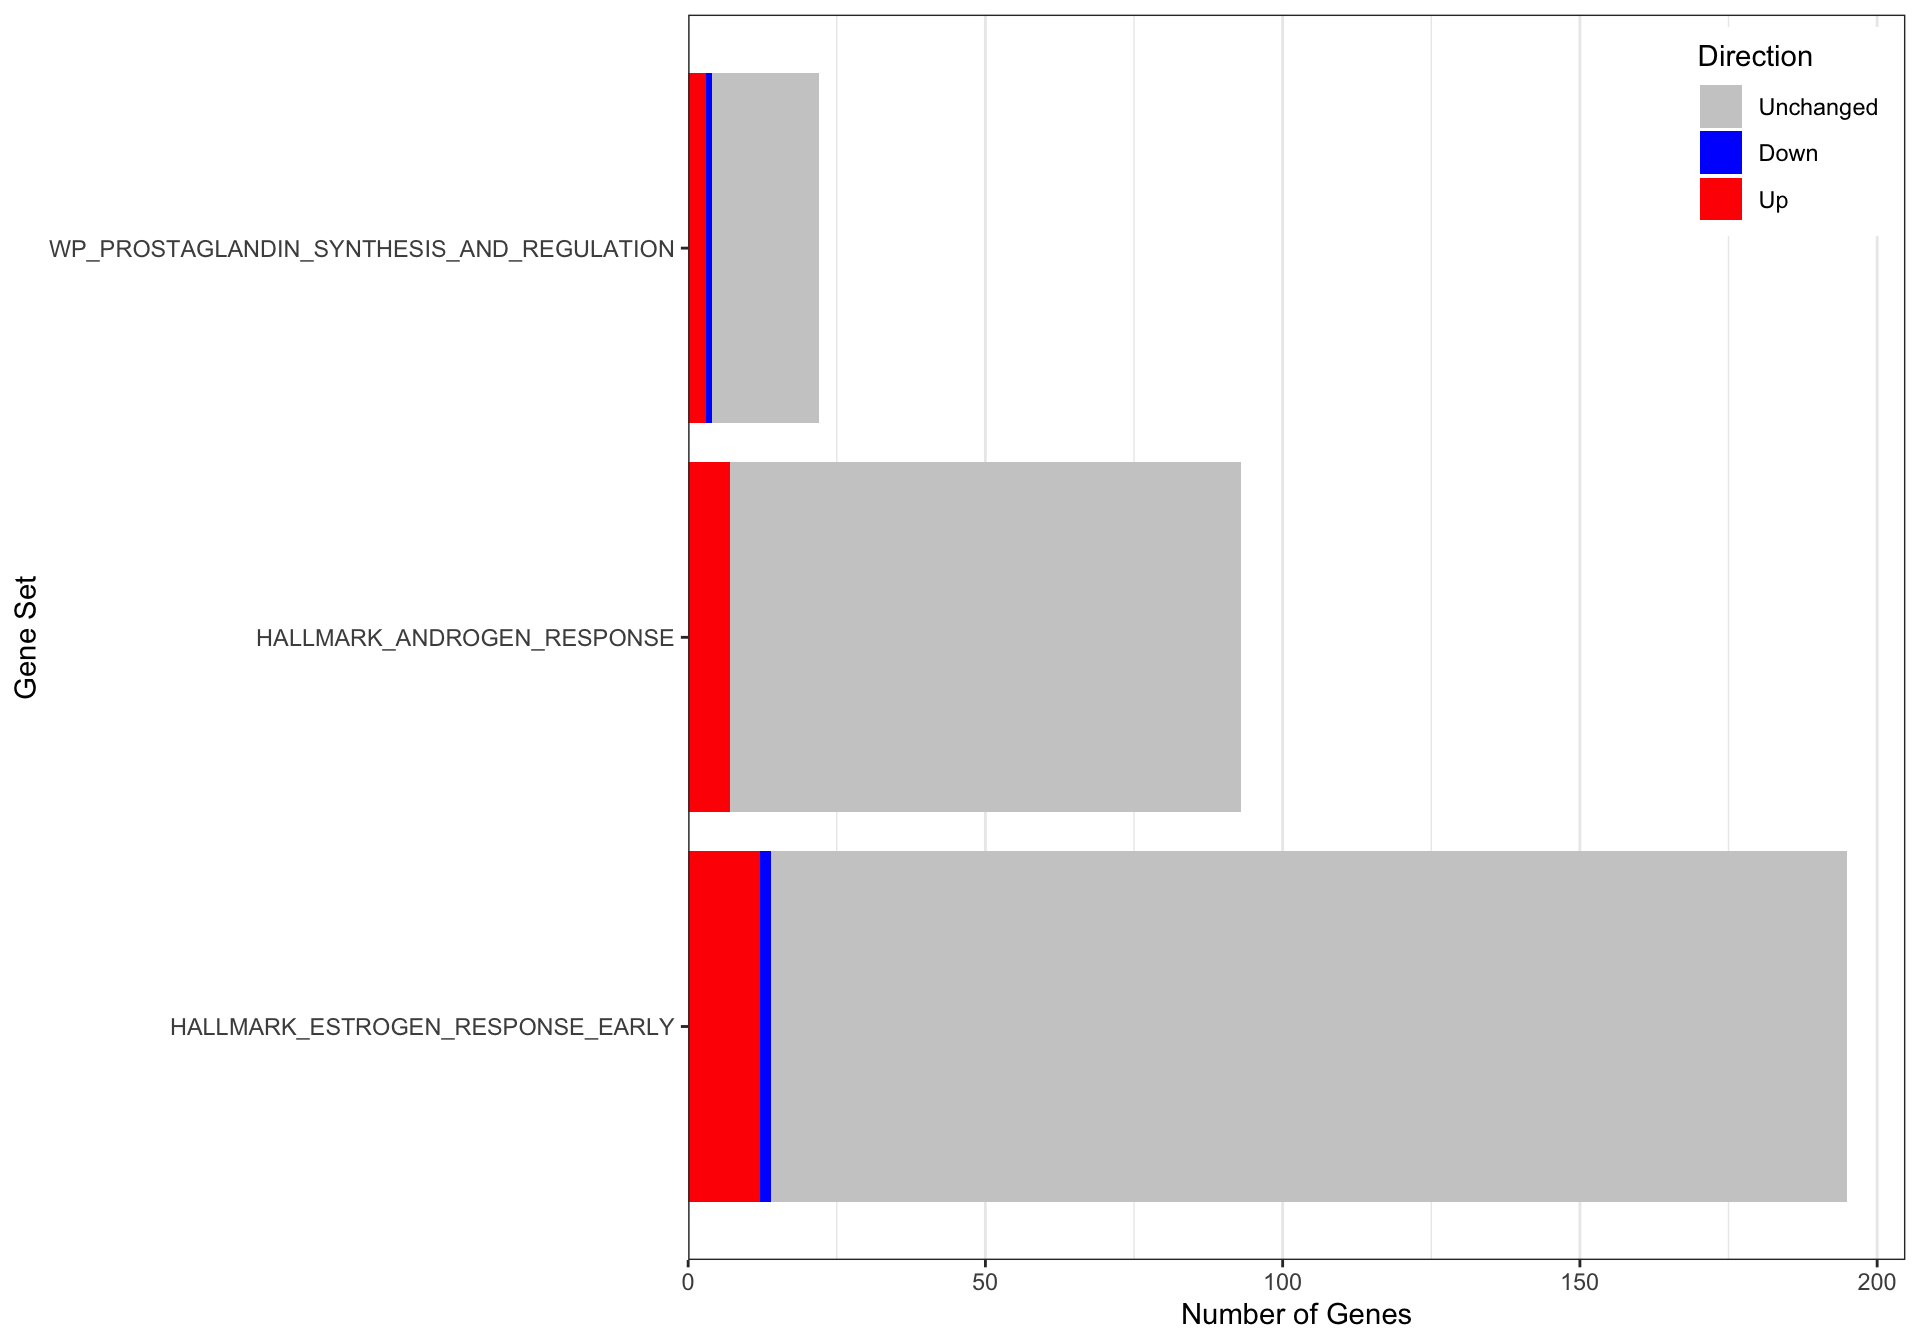 Direction
Unchanged
Down
Up
WP_PROSTAGLANDIN_SYNTHESIS_AND_REGULATION
HALLMARK_ANDROGEN_RESPONSE
HALLMARK_ESTROGEN_RESPONSE_EARLY
Gene Set
0 50 100 150 200
Number of Genes